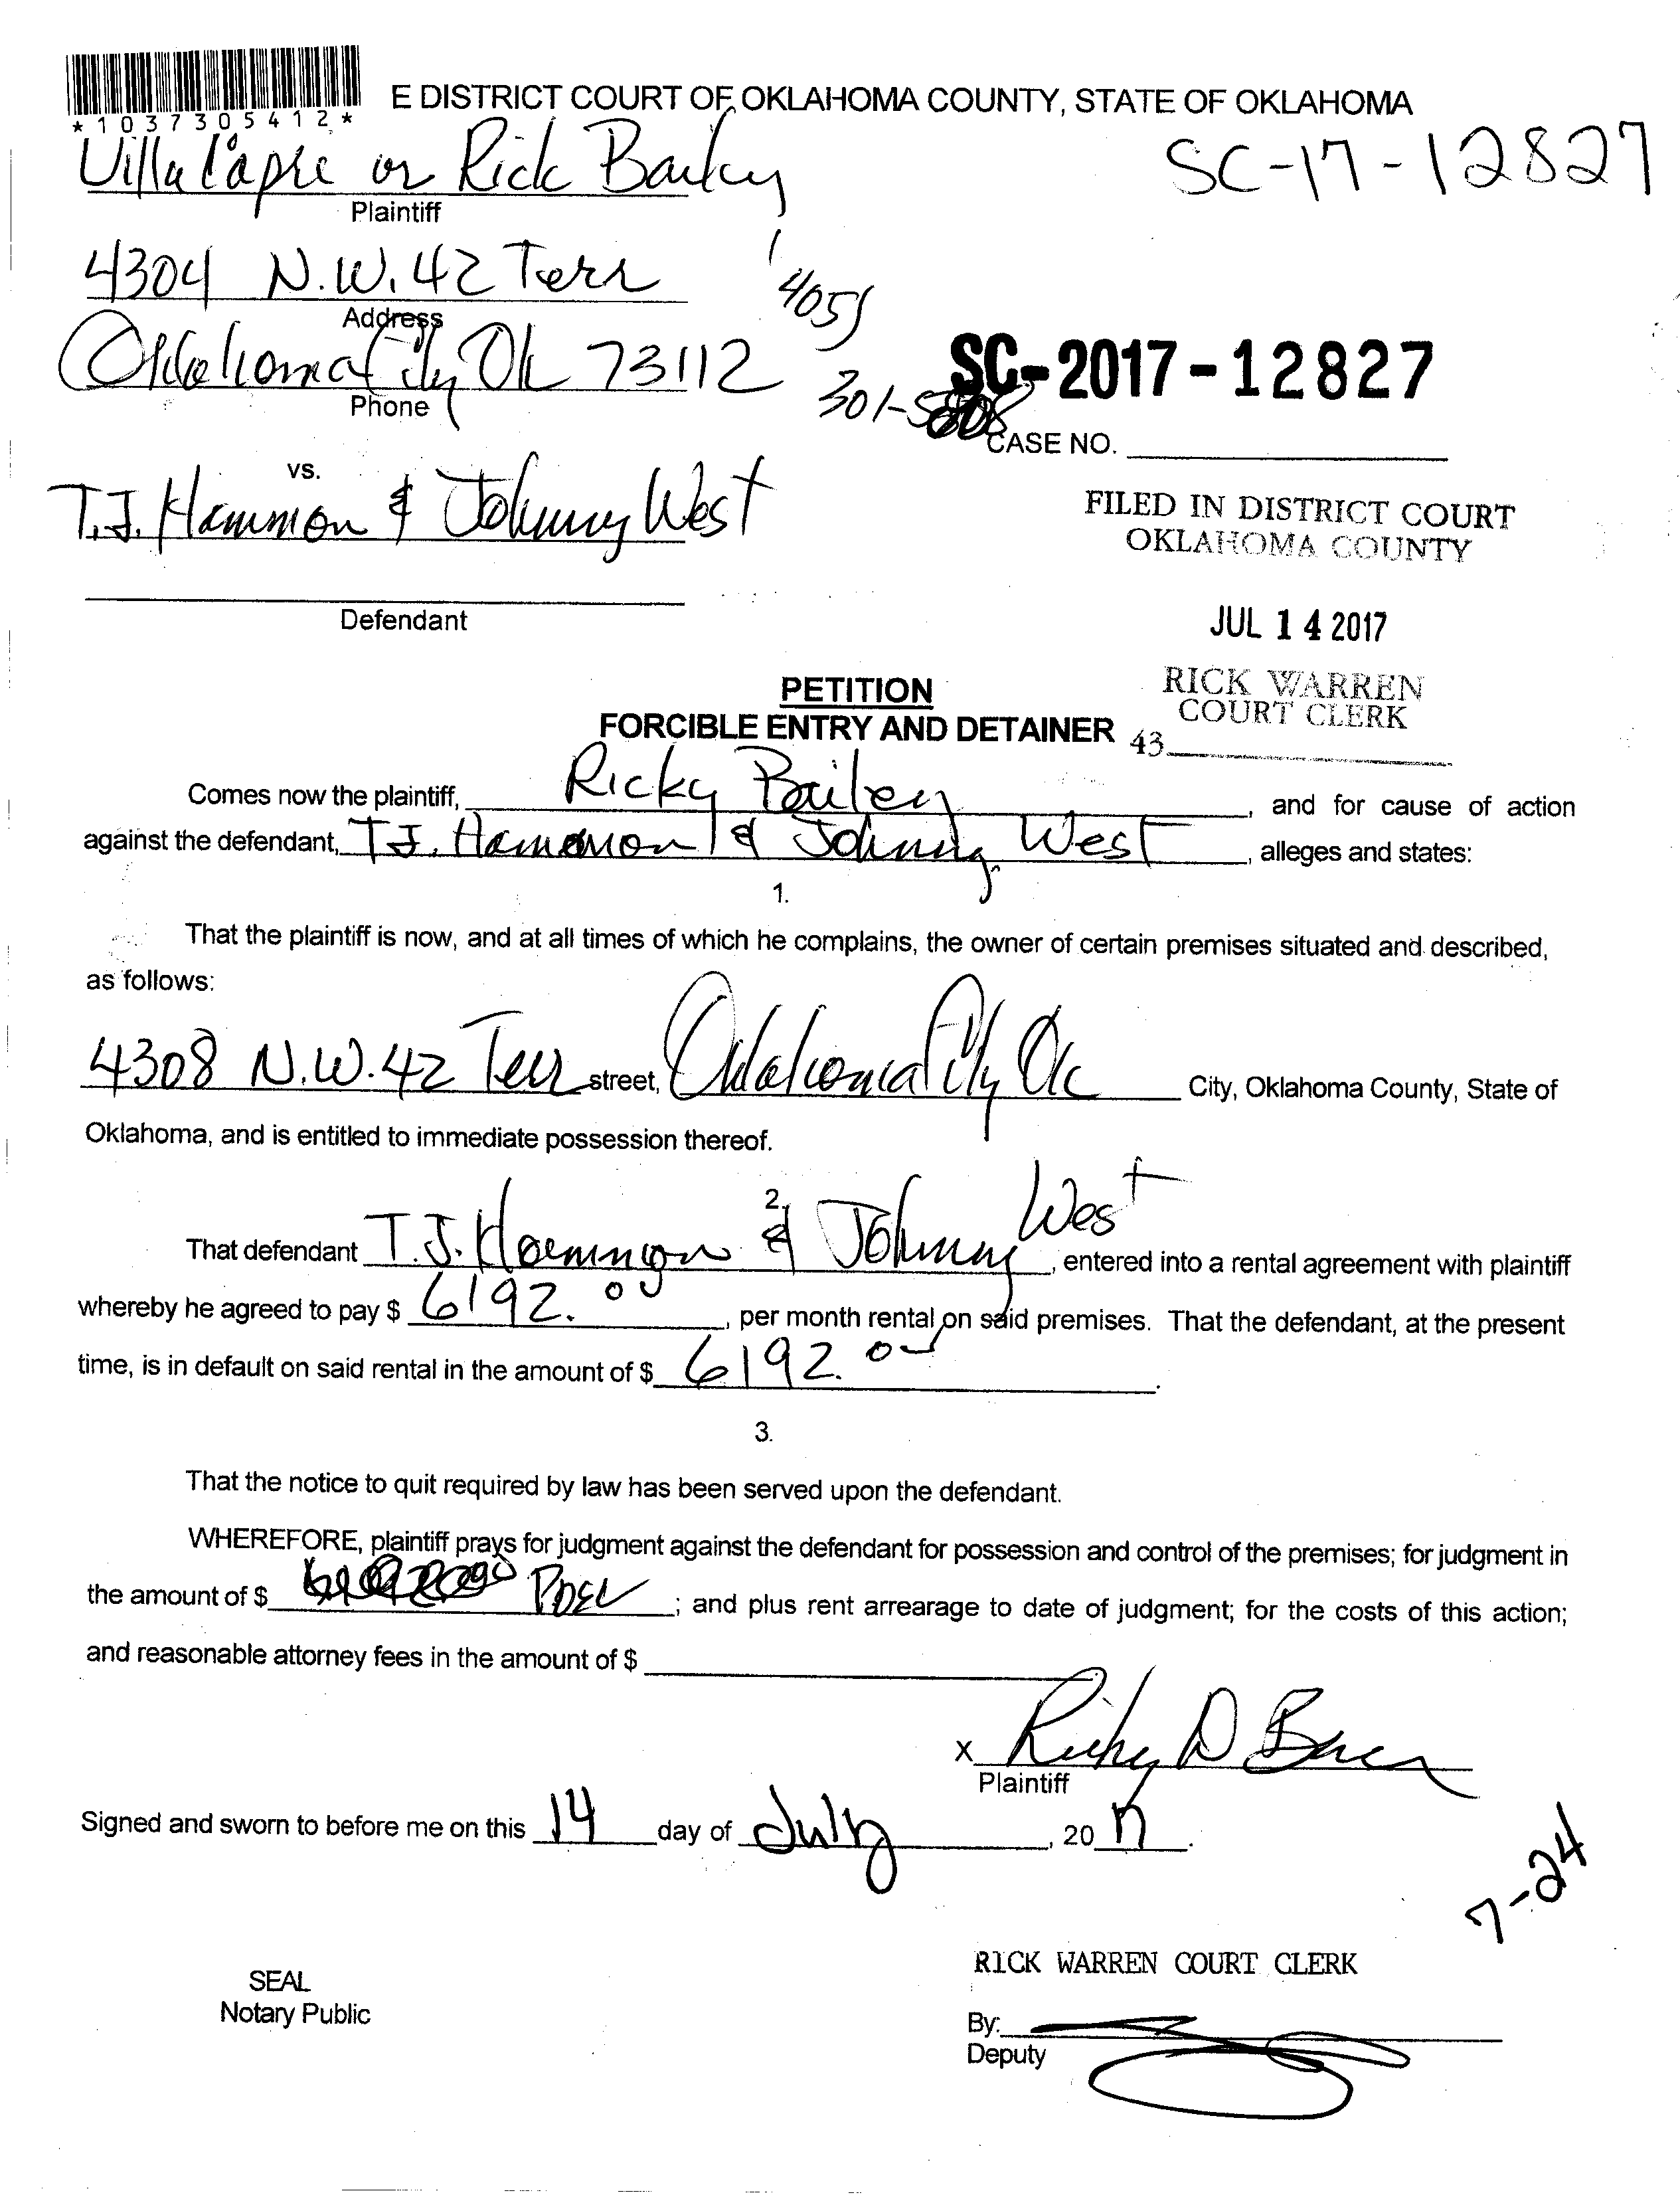 *1037305412*
E DISTRICT COURT OF OKLAHOMA COUNTY, STATE OF OKLAHOMA
Villa Capri or Rick Bailey
SC-17-12827
Plaintiff
4304 N.W. 42 Terr
Address
(405)
Oklahoma City Ok 73112
301-5808
Phone
SC-2017-12827
CASE NO.
vs.
T.J. Hammon & Johnny West
FILED IN DISTRICT COURT
OKLAHOMA COUNTY
Defendant
JUL 14 2017
RICK WARREN
COURT CLERK
43
PETITION
FORCIBLE ENTRY AND DETAINER
Comes now the plaintiff, Ricky Bailey, and for cause of action
against the defendant, T.J. Hammon & Johnny West, alleges and states:
1.
That the plaintiff is now, and at all times of which he complains, the owner of certain premises situated and described,
as follows:
4308 N.W. 42 Terr street, Oklahoma City Ok City, Oklahoma County, State of
Oklahoma, and is entitled to immediate possession thereof.
2.
That defendant T.J. Hammon & Johnny West, entered into a rental agreement with plaintiff
whereby he agreed to pay $ 6192.00, per month rental on said premises. That the defendant, at the present
time, is in default on said rental in the amount of $ 6192.00.
3.
That the notice to quit required by law has been served upon the defendant.
WHEREFORE, plaintiff prays for judgment against the defendant for possession and control of the premises; for judgment in
the amount of $ ; and plus rent arrearage to date of judgment; for the costs of this action;
and reasonable attorney fees in the amount of $
x Ricky D Bailey
Plaintiff
Signed and sworn to before me on this 14 day of July, 2017.
7-24
RICK WARREN COURT CLERK
SEAL
Notary Public
By:
Deputy